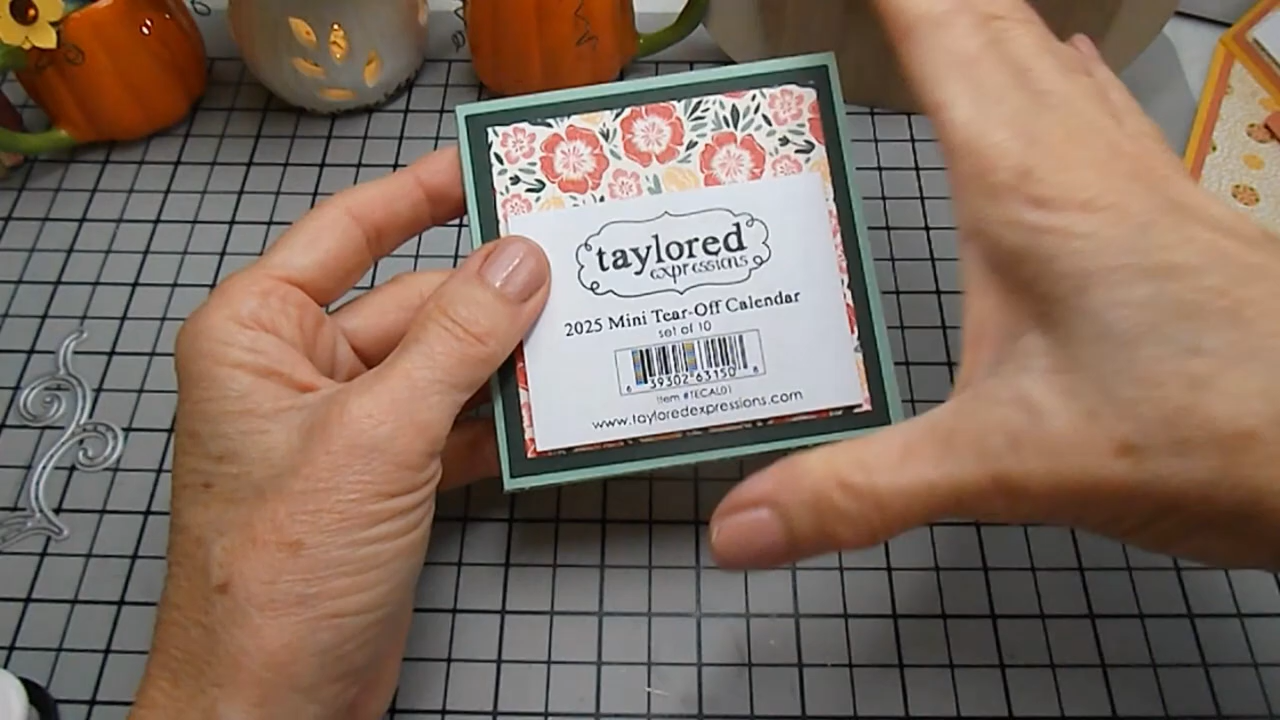 taylored
expressions
2025 Mini Tear-Off Calendar
set of 10
6 39302 63150 8
Item #TECAL01
www.tayloredexpressions.com